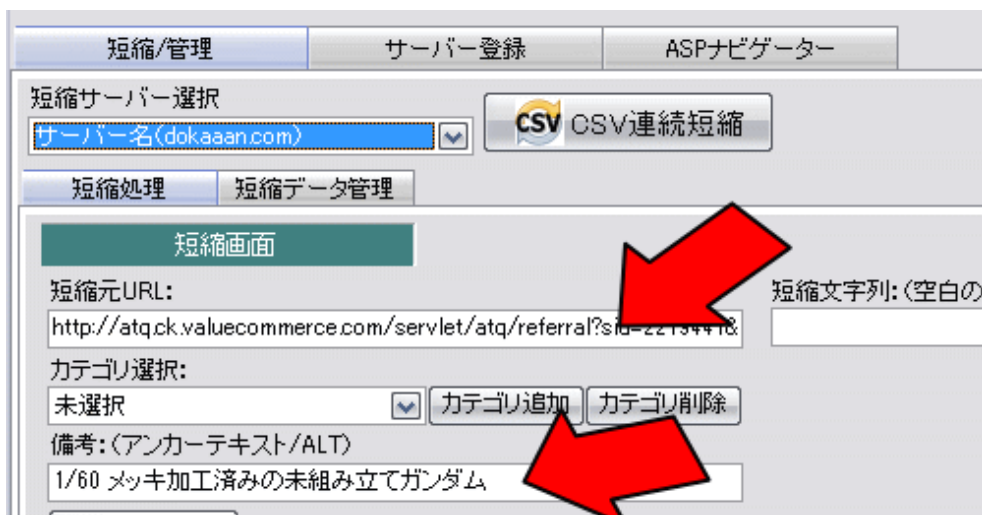 短縮/管理 サーバー登録 ASPナビゲーター
短縮サーバー選択
サーバー名(dokaaan.com) CSV CSV連続短縮
短縮処理 短縮データ管理
短縮画面
短縮元URL: 短縮文字列:(空白の
http://atq.ck.valuecommerce.com/servlet/atq/referral?sid=2219441&
カテゴリ選択:
未選択 カテゴリ追加 カテゴリ削除
備考:(アンカーテキスト/ALT)
1/60 メッキ加工済みの未組み立てガンダム